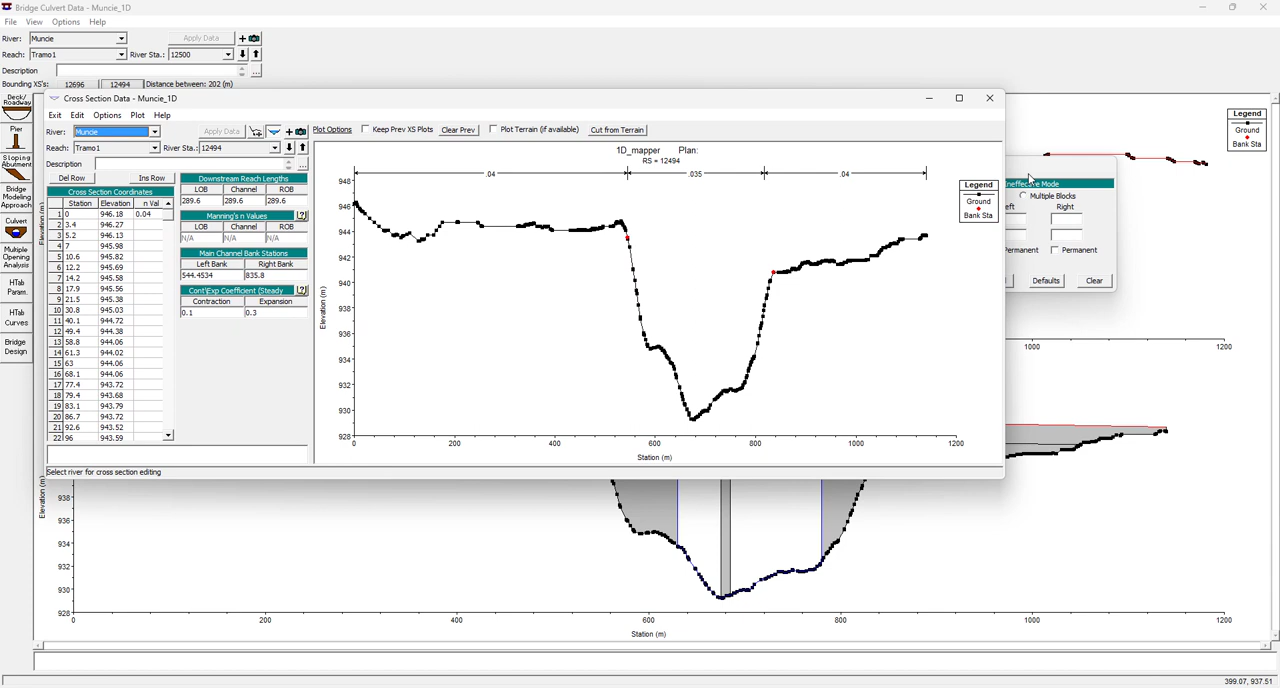 Bridge Culvert Data - Muncie_1D
File View Options Help
River: Muncie Apply Data
Reach: Tramo1 River Sta.: 12500
Description
Bounding XS's: 12696 12494 Distance between: 202 (m)
Deck/
Roadway
Pier
Sloping
Abutment
Bridge
Modeling
Approach
Culvert
Multiple
Opening
Analysis
HTab
Param.
HTab
Curves
Bridge
Design
Cross Section Data - Muncie_1D
Exit Edit Options Plot Help
River: Muncie Apply Data
Reach: Tramo1 River Sta.: 12494
Description
Del Row Ins Row
Cross Section Coordinates
Station Elevation n Val
1 0 946.18 0.04
2 3.4 946.27
3 5.2 946.13
4 7 945.98
5 10.6 945.82
6 12.2 945.69
7 14.2 945.58
8 17.9 945.56
9 21.5 945.38
10 30.8 945.03
11 40.1 944.72
12 49.4 944.38
13 58.8 944.06
14 61.3 944.02
15 63 944.06
16 68.1 944.06
17 77.4 943.72
18 79.4 943.68
19 83.1 943.79
20 86.7 943.72
21 92.6 943.52
22 96 943.59
Downstream Reach Lengths
LOB Channel ROB
289.6 289.6 289.6
Manning's n Values
LOB Channel ROB
N/A N/A N/A
Main Channel Bank Stations
Left Bank Right Bank
544.4534 835.8
Cont\Exp Coefficient (Steady
Contraction Expansion
0.1 0.3
Select river for cross section editing
Plot Options Keep Prev XS Plots Clear Prev Plot Terrain (if available) Cut from Terrain
1D_mapper Plan:
RS = 12494
.04 .035 .04
Legend
Ground
Bank Sta
948
946
944
942
940
938
936
934
932
930
928
Elevation (m)
0 200 400 600 800 1000 1200
Station (m)
Legend
Ground
Bank Sta
neffective Mode
Multiple Blocks
eft Right
Permanent Permanent
Defaults Clear
1000 1200
Elevation (m)
938
936
934
932
930
928
0 200 400 600 800 1000 1200
Station (m)
399.07, 937.51